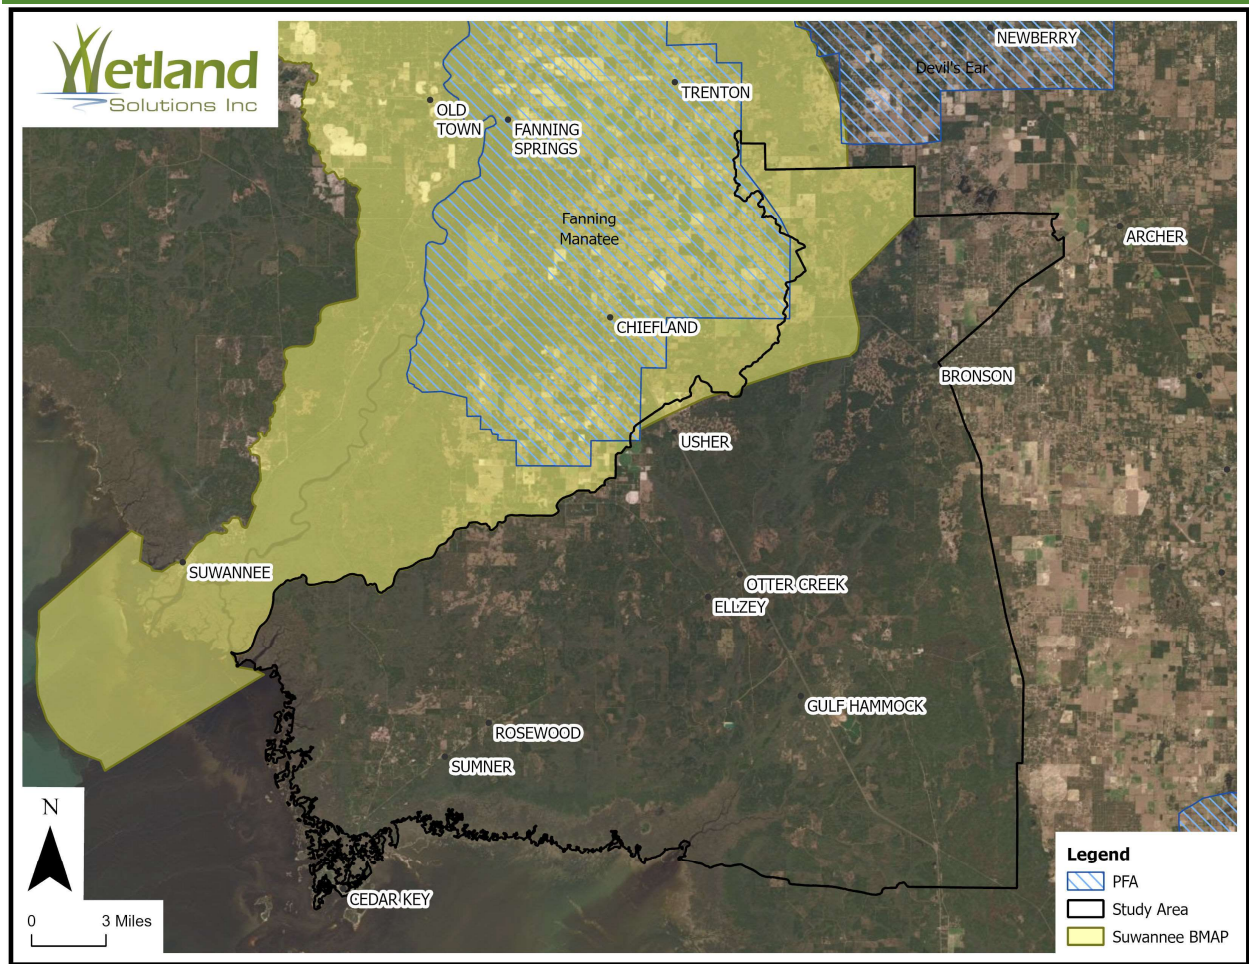 Wetland
Solutions Inc
NEWBERRY
Devil's Ear
TRENTON
OLD
TOWN
FANNING
SPRINGS
Fanning
Manatee
ARCHER
CHIEFLAND
BRONSON
USHER
SUWANNEE
OTTER CREEK
ELLZEY
GULF HAMMOCK
ROSEWOOD
SUMNER
CEDAR KEY
N
0 3 Miles
Legend
PFA
Study Area
Suwannee BMAP